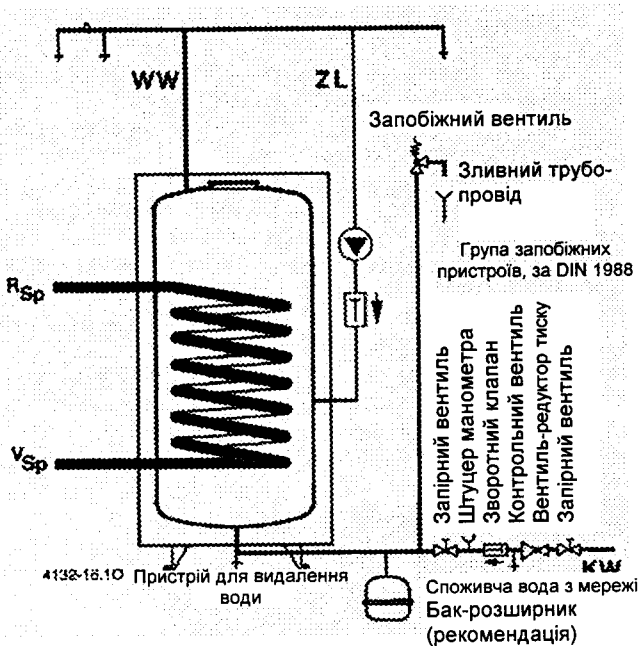 WW
ZL
Запобіжний вентиль
Зливний трубо-
провід
Група запобіжних
пристроїв, за DIN 1988
RSp
VSp
Запірний вентиль
Штуцер манометра
Зворотний клапан
Контрольний вентиль
Вентиль-редуктор тиску
Запірний вентиль
KW
4132-16.1O
Пристрій для видалення
води
Споживча вода з мережі
Бак-розширник
(рекомендація)